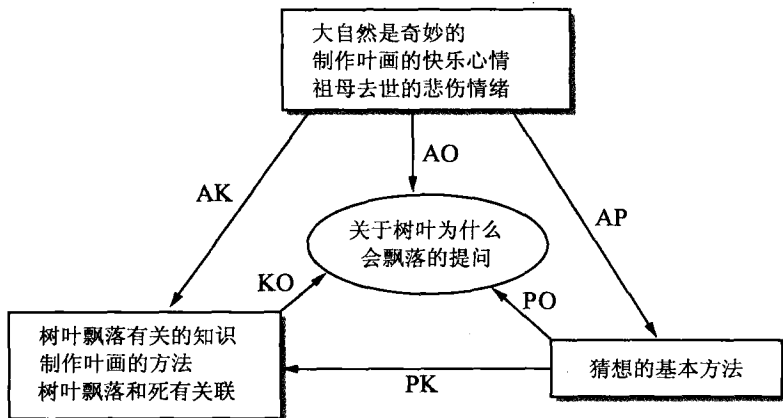 大自然是奇妙的
制作叶画的快乐心情
祖母去世的悲伤情绪
AK
AO
AP
关于树叶为什么
会飘落的提问
KO
PO
树叶飘落有关的知识
制作叶画的方法
树叶飘落和死有关联
PK
猜想的基本方法